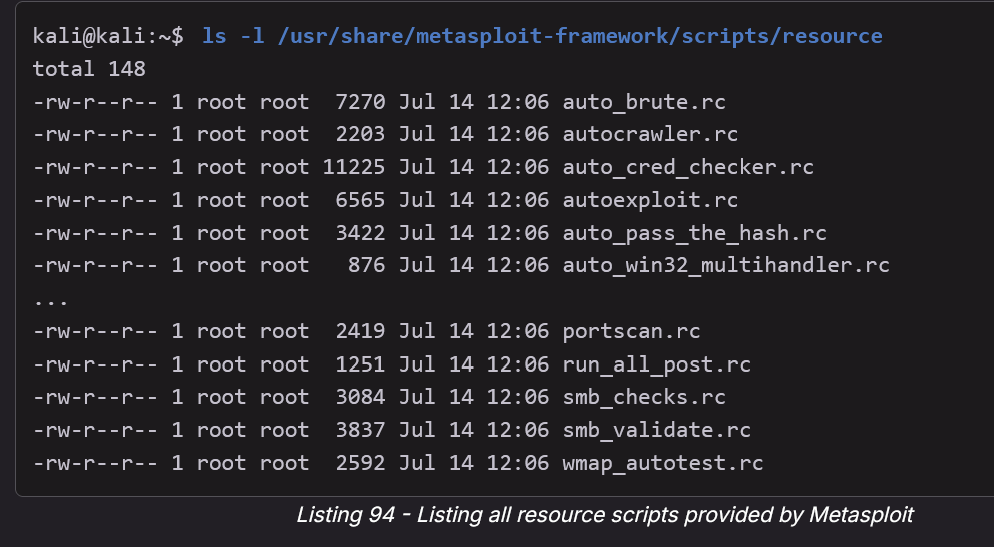 kali@kali:~$ ls -l /usr/share/metasploit-framework/scripts/resource
total 148
-rw-r--r-- 1 root root  7270 Jul 14 12:06 auto_brute.rc
-rw-r--r-- 1 root root  2203 Jul 14 12:06 autocrawler.rc
-rw-r--r-- 1 root root 11225 Jul 14 12:06 auto_cred_checker.rc
-rw-r--r-- 1 root root  6565 Jul 14 12:06 autoexploit.rc
-rw-r--r-- 1 root root  3422 Jul 14 12:06 auto_pass_the_hash.rc
-rw-r--r-- 1 root root   876 Jul 14 12:06 auto_win32_multihandler.rc
...
-rw-r--r-- 1 root root  2419 Jul 14 12:06 portscan.rc
-rw-r--r-- 1 root root  1251 Jul 14 12:06 run_all_post.rc
-rw-r--r-- 1 root root  3084 Jul 14 12:06 smb_checks.rc
-rw-r--r-- 1 root root  3837 Jul 14 12:06 smb_validate.rc
-rw-r--r-- 1 root root  2592 Jul 14 12:06 wmap_autotest.rc
Listing 94 - Listing all resource scripts provided by Metasploit